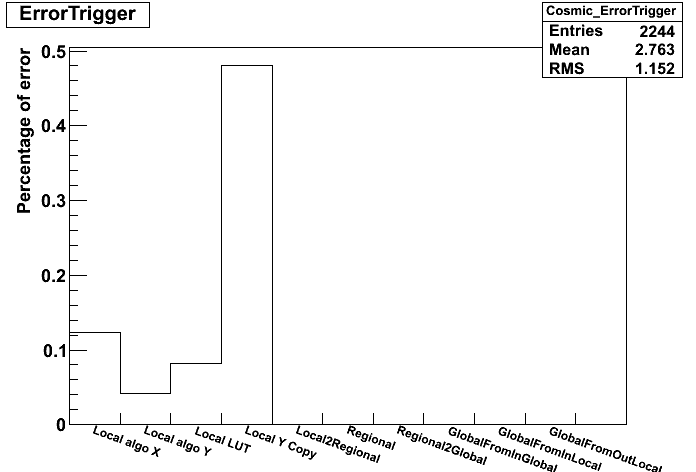 ErrorTrigger
Cosmic_ErrorTrigger
Entries 2244
Mean 2.763
RMS 1.152
Percentage of error
0.5
0.4
0.3
0.2
0.1
0
Local algo X
Local algo Y
Local LUT
Local Y Copy
Local2Regional
Regional
Regional2Global
GlobalFromInGlobal
GlobalFromInLocal
GlobalFromOutLocal